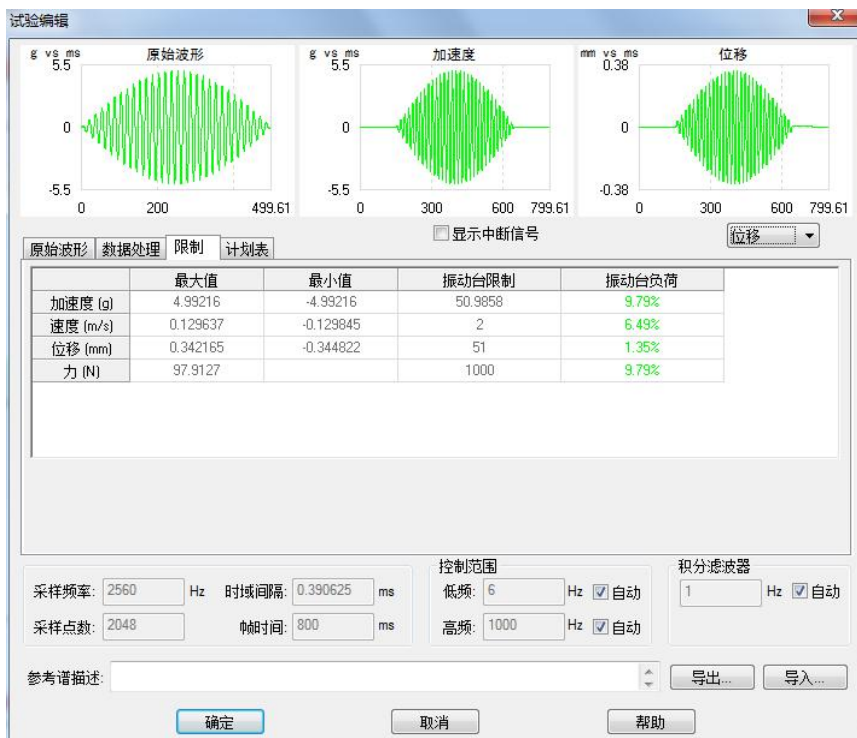 试验编辑
g vs ms 原始波形
5.5
0
-5.5
0 200 499.61
g vs ms 加速度
5.5
0
-5.5
0 300 600 799.61
mm vs ms 位移
0.38
0
-0.38
0 300 600 799.61
显示中断信号
位移
原始波形 数据处理 限制 计划表
最大值 最小值 振动台限制 振动台负荷
加速度 (g) 4.99216 -4.99216 50.9858 9.79%
速度 (m/s) 0.129637 -0.129845 2 6.49%
位移 (mm) 0.342165 -0.344822 51 1.35%
力 (N) 97.9127 1000 9.79%
控制范围 积分滤波器
采样频率: 2560 Hz 时域间隔: 0.390625 ms 低频: 6 Hz 自动 1 Hz 自动
采样点数: 2048 帧时间: 800 ms 高频: 1000 Hz 自动
参考谱描述: 导出... 导入...
确定 取消 帮助